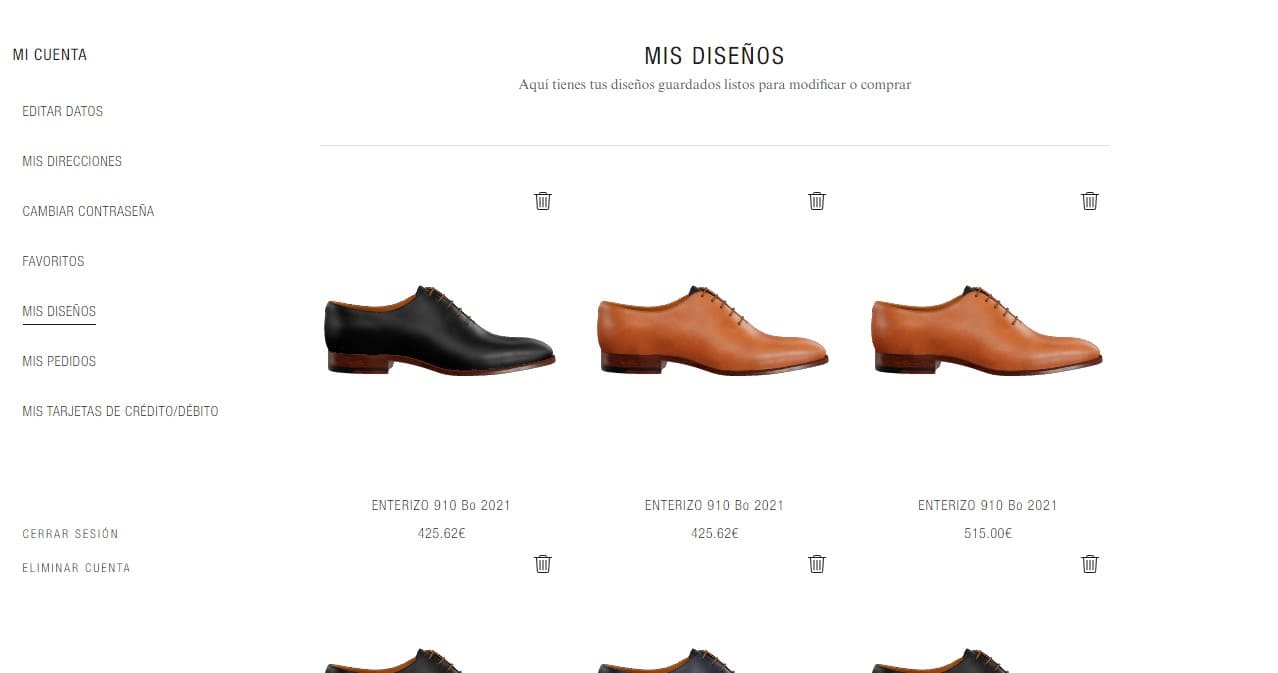 MI CUENTA
EDITAR DATOS
MIS DIRECCIONES
CAMBIAR CONTRASEÑA
FAVORITOS
MIS DISEÑOS
MIS PEDIDOS
MIS TARJETAS DE CRÉDITO/DÉBITO
CERRAR SESIÓN
ELIMINAR CUENTA
MIS DISEÑOS
Aquí tienes tus diseños guardados listos para modificar o comprar
ENTERIZO 910 Bo 2021
425.62€
ENTERIZO 910 Bo 2021
425.62€
ENTERIZO 910 Bo 2021
515.00€